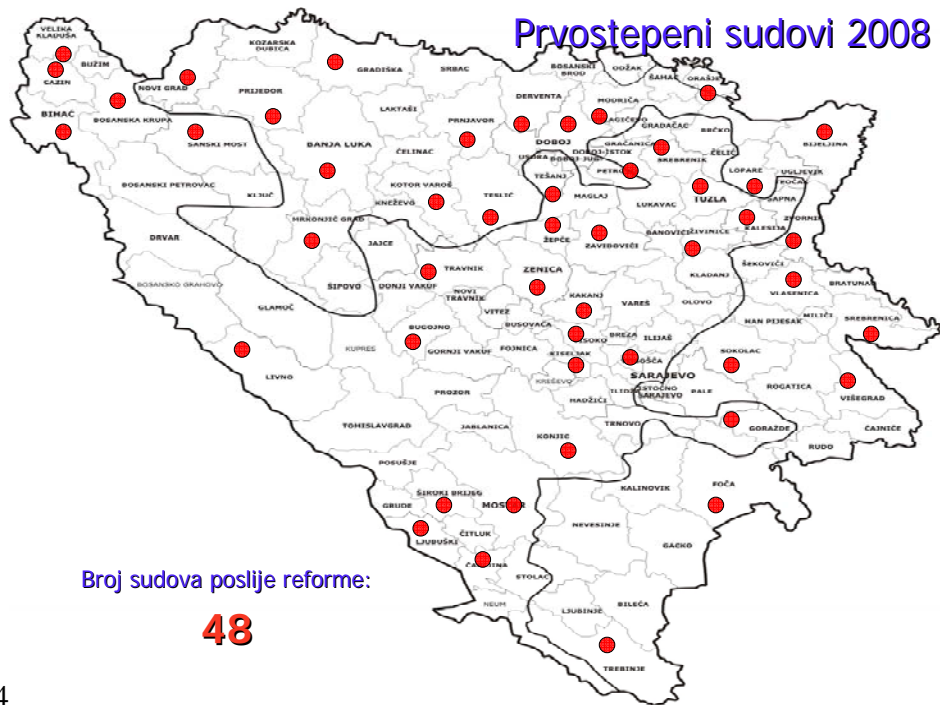 Prvostepeni sudovi 2008
VELIKA
KLADUŠA
BUŽIM
CAZIN
BIHAĆ
BOSANSKA KRUPA
NOVI GRAD
KOZARSKA
DUBICA
GRADIŠKA
SRBAC
PRIJEDOR
SANSKI MOST
LAKTAŠI
PRNJAVOR
DERVENTA
BOSANSKI
BROD
ODŽAK
ŠAMAC
ORAŠJE
MODRIČA
BANJA LUKA
ČELINAC
DOBOJ
DOBOJ-ISTOK
DOBOJ JUG
USORA
TEŠANJ
GRADAČAC
GRAČANICA
SREBRENIK
BRČKO
ČELIĆ
LOPARE
BIJELJINA
UGLJEVIK
TEOČAK
SAPNA
ZVORNIK
KALESIJA
TUZLA
LUKAVAC
ŽIVINICE
BANOVIĆI
BOSANSKI PETROVAC
KLJUČ
KOTOR VAROŠ
KNEŽEVO
TESLIĆ
MAGLAJ
MRKONJIĆ GRAD
DRVAR
JAJCE
ŽEPČE
ZAVIDOVIĆI
KLADANJ
ŠEKOVIĆI
BOSANSKO GRAHOVO
GLAMOČ
ŠIPOVO
DONJI VAKUF
TRAVNIK
NOVI
TRAVNIK
ZENICA
KAKANJ
VAREŠ
OLOVO
VLASENICA
BRATUNAC
MILIĆI
SREBRENICA
HAN PIJESAK
VITEZ
BUSOVAČA
BUGOJNO
KUPRES
GORNJI VAKUF
FOJNICA
KISELJAK
KREŠEVO
BREZA
ILIJAŠ
SARAJEVO
ISTOČNO
SARAJEVO
PALE
SOKOLAC
ROGATICA
VIŠEGRAD
LIVNO
PROZOR
HADŽIĆI
TRNOVO
GORAŽDE
ČAJNIČE
RUDO
TOMISLAVGRAD
JABLANICA
KONJIC
POSUŠJE
KALINOVIK
FOČA
ŠIROKI BRIJEG
GRUDE
LJUBUŠKI
ČITLUK
NEVESINJE
GACKO
STOLAC
NEUM
LJUBINJE
BILEĆA
TREBINJE
Broj sudova poslije reforme:
48
4